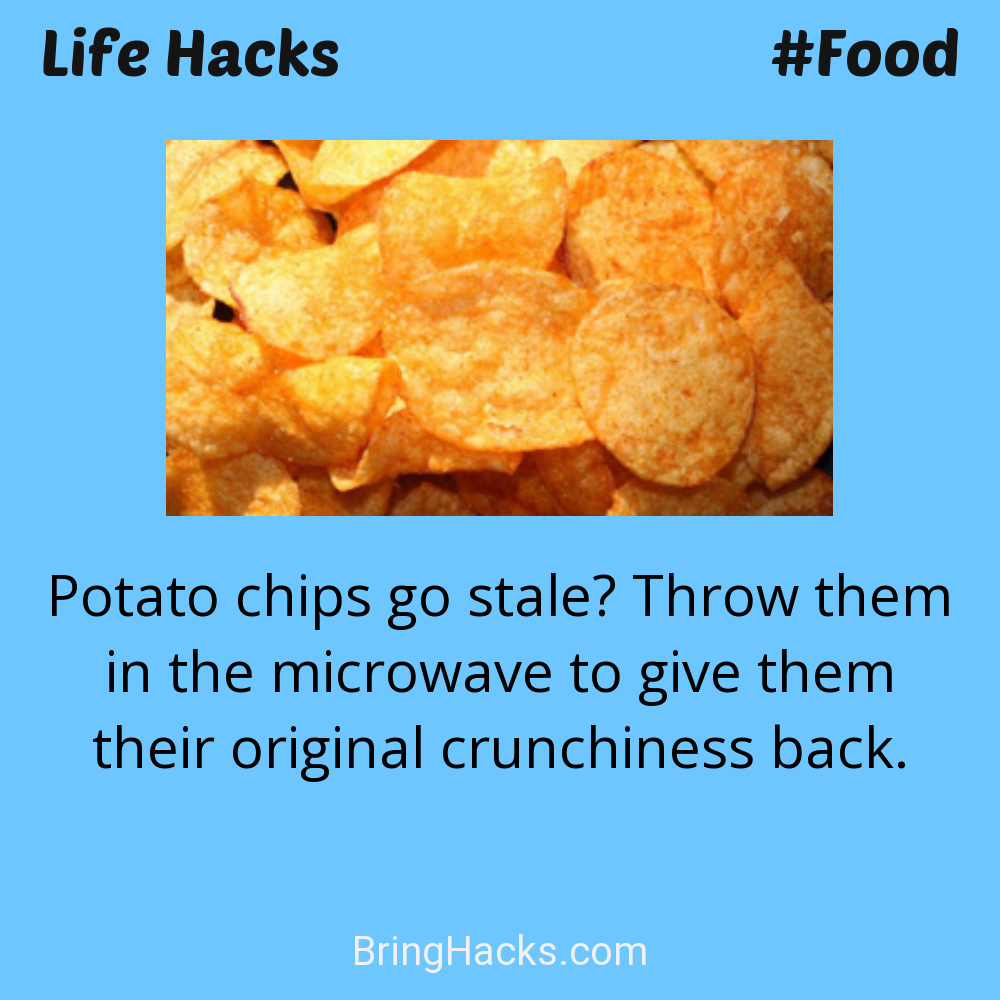 Life Hacks
#Food
Potato chips go stale? Throw them
in the microwave to give them
their original crunchiness back.
BringHacks.com